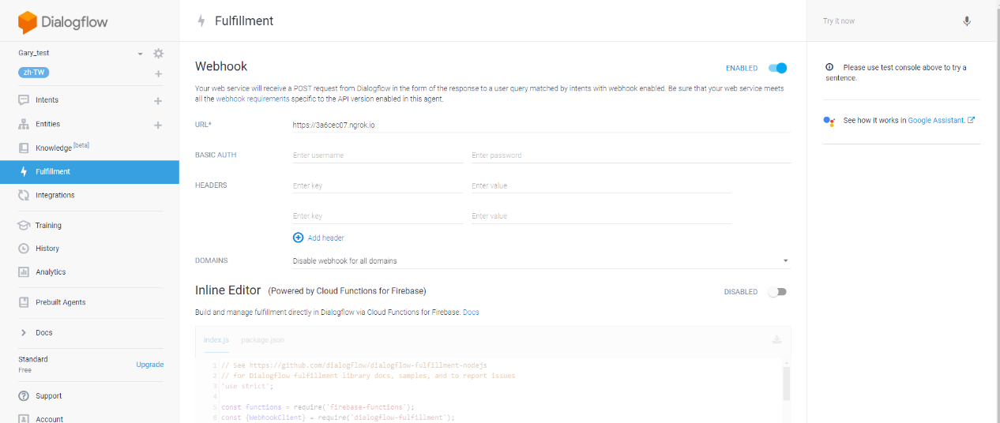 Dialogflow
Gary_test
zh-TW
Intents
Entities
Knowledge [beta]
Fulfillment
Integrations
Training
History
Analytics
Prebuilt Agents
Docs
Standard
Free
Upgrade
Support
Account
Fulfillment
Webhook
ENABLED
Your web service will receive a POST request from Dialogflow in the form of the response to a user query matched by intents with webhook enabled. Be sure that your web service meets
all the webhook requirements specific to the API version enabled in this agent.
URL* https://3a6cec07.ngrok.io
BASIC AUTH Enter username Enter password
HEADERS Enter key Enter value
Enter key Enter value
Add header
DOMAINS Disable webhook for all domains
Inline Editor (Powered by Cloud Functions for Firebase) DISABLED
Build and manage fulfillment directly in Dialogflow via Cloud Functions for Firebase. Docs
index.js package.json
1 // See https://github.com/dialogflow/dialogflow-fulfillment-nodejs
2 // for Dialogflow fulfillment library docs, samples, and to report issues
3 'use strict';
4
5 const functions = require('firebase-functions');
6 const {WebhookClient} = require('dialogflow-fulfillment');
Try it now
Please use test console above to try a
sentence.
See how it works in Google Assistant.